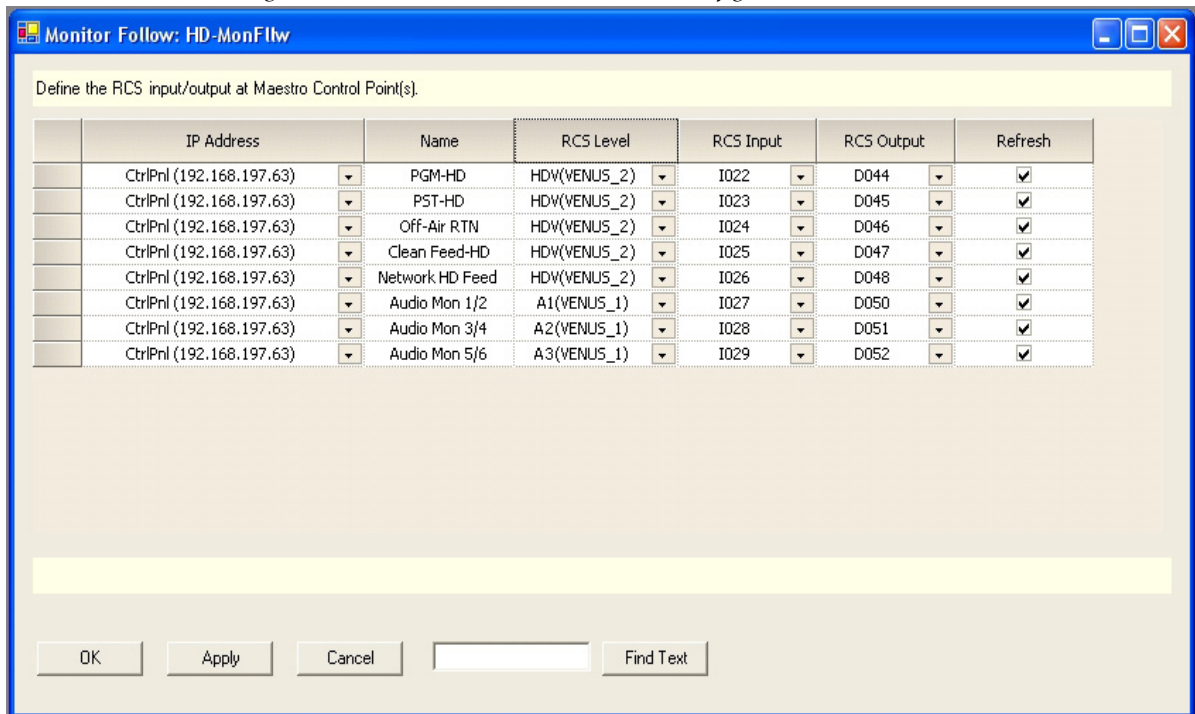 Monitor Follow: HD-MonFllw
Define the RCS input/output at Maestro Control Point(s).
IP Address Name RCS Level RCS Input RCS Output Refresh
CtrlPnl (192.168.197.63) PGM-HD HDV(VENUS_2) I022 D044
CtrlPnl (192.168.197.63) PST-HD HDV(VENUS_2) I023 D045
CtrlPnl (192.168.197.63) Off-Air RTN HDV(VENUS_2) I024 D046
CtrlPnl (192.168.197.63) Clean Feed-HD HDV(VENUS_2) I025 D047
CtrlPnl (192.168.197.63) Network HD Feed HDV(VENUS_2) I026 D048
CtrlPnl (192.168.197.63) Audio Mon 1/2 A1(VENUS_1) I027 D050
CtrlPnl (192.168.197.63) Audio Mon 3/4 A2(VENUS_1) I028 D051
CtrlPnl (192.168.197.63) Audio Mon 5/6 A3(VENUS_1) I029 D052
OK Apply Cancel Find Text